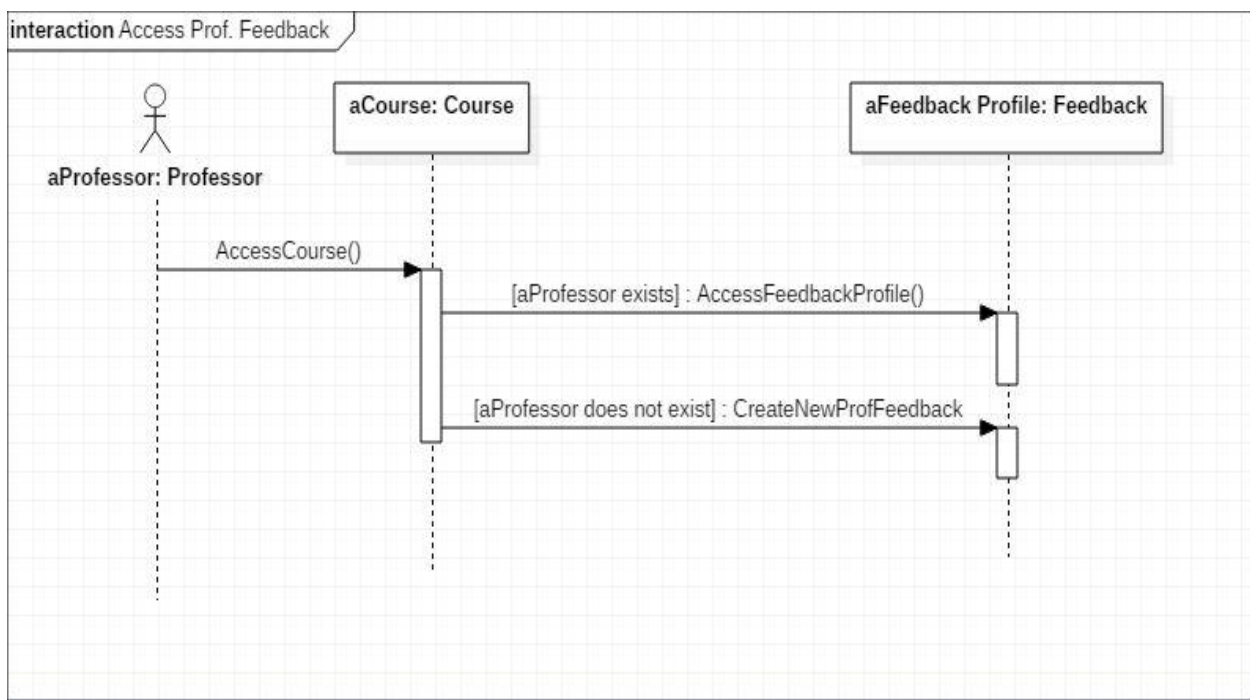 interaction Access Prof. Feedback
aCourse: Course
aFeedback Profile: Feedback
aProfessor: Professor
AccessCourse()
[aProfessor exists] : AccessFeedbackProfile()
[aProfessor does not exist] : CreateNewProfFeedback